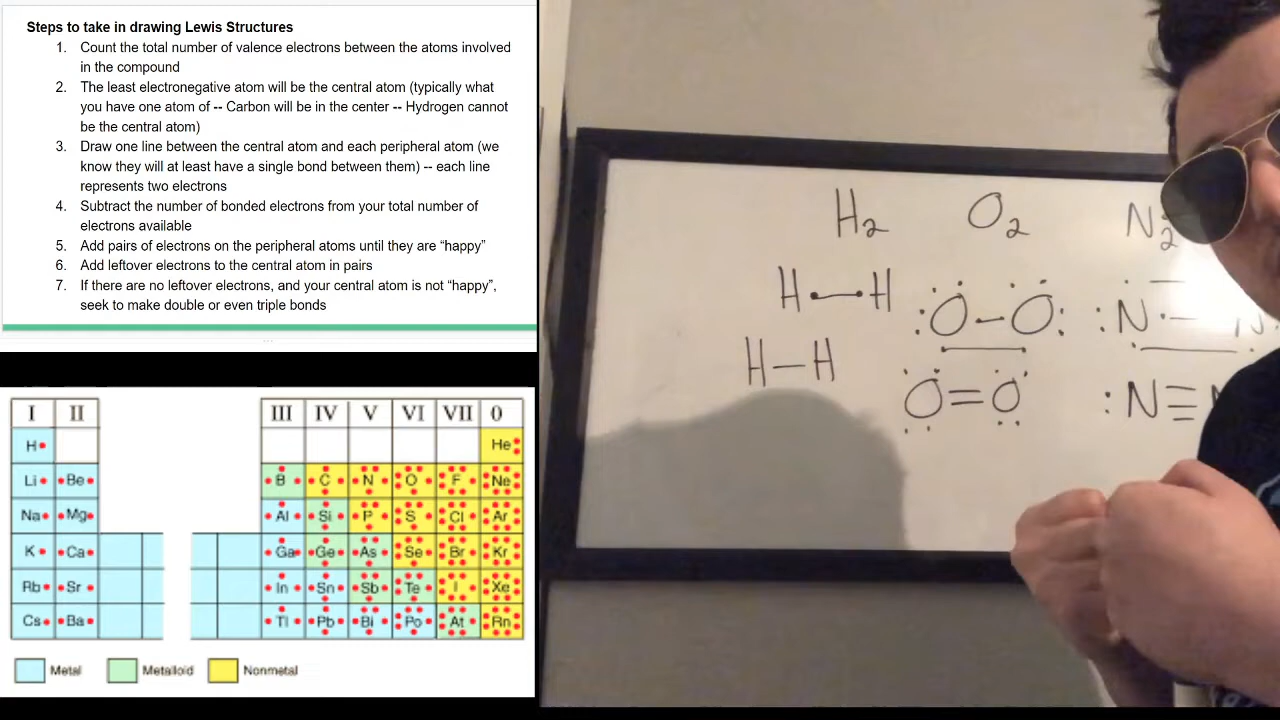 Steps to take in drawing Lewis Structures
1. Count the total number of valence electrons between the atoms involved
in the compound
2. The least electronegative atom will be the central atom (typically what
you have one atom of -- Carbon will be in the center -- Hydrogen cannot
be the central atom)
3. Draw one line between the central atom and each peripheral atom (we
know they will at least have a single bond between them) -- each line
represents two electrons
4. Subtract the number of bonded electrons from your total number of
electrons available
5. Add pairs of electrons on the peripheral atoms until they are “happy”
6. Add leftover electrons to the central atom in pairs
7. If there are no leftover electrons, and your central atom is not “happy”,
seek to make double or even triple bonds
I II III IV V VI VII 0
H He
Li Be B C N O F Ne
Na Mg Al Si P S Cl Ar
K Ca Ga Ge As Se Br Kr
Rb Sr In Sn Sb Te I Xe
Cs Ba Tl Pb Bi Po At Rn
Metal Metalloid Nonmetal
H2 O2 N2
H—H :O—O: :N — N
H—H O=O :N≡N